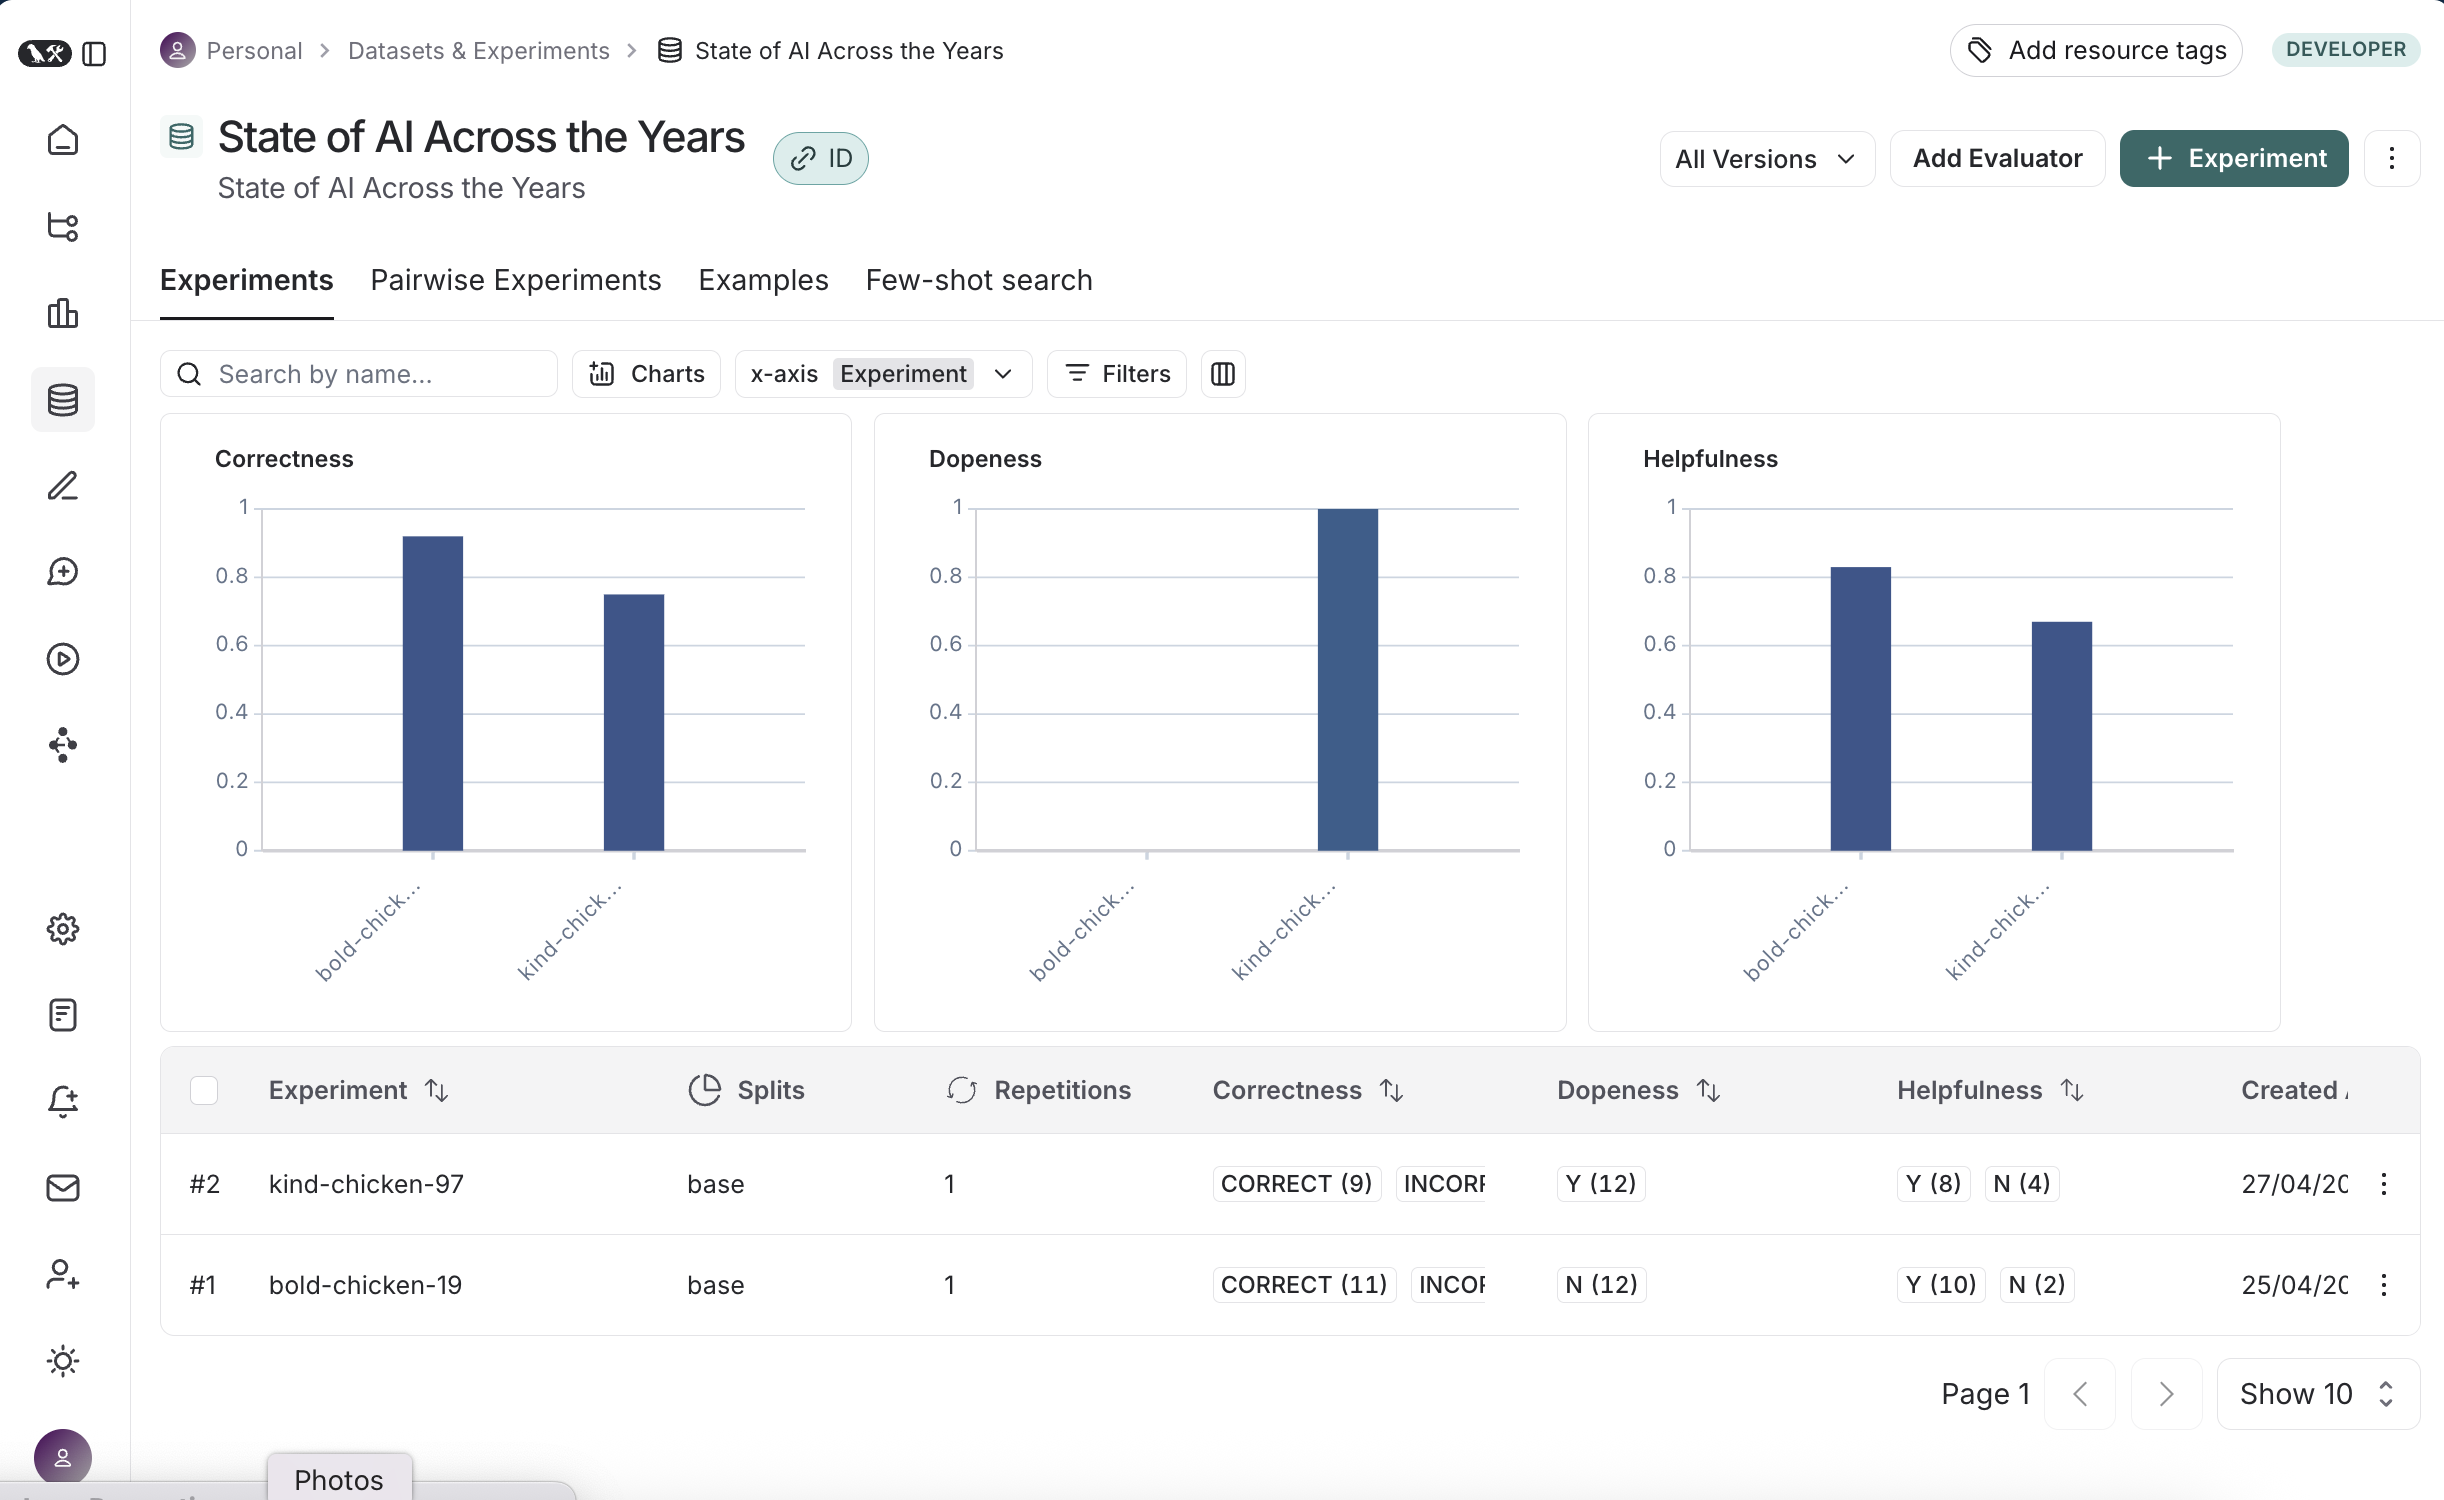 Personal > Datasets & Experiments > State of AI Across the Years
Add resource tags
DEVELOPER
State of AI Across the Years
ID
State of AI Across the Years
All Versions
Add Evaluator
+ Experiment
Experiments Pairwise Experiments Examples Few-shot search
Search by name...
Charts
x-axis Experiment
Filters
Correctness
1
0.8
0.6
0.4
0.2
0
bold-chick...
kind-chick...
Dopeness
1
0.8
0.6
0.4
0.2
0
bold-chick...
kind-chick...
Helpfulness
1
0.8
0.6
0.4
0.2
0
bold-chick...
kind-chick...
Experiment Splits Repetitions Correctness Dopeness Helpfulness Created
#2 kind-chicken-97 base 1 CORRECT (9) INCORR Y (12) Y (8) N (4) 27/04/20
#1 bold-chicken-19 base 1 CORRECT (11) INCOR N (12) Y (10) N (2) 25/04/20
Page 1
Show 10
Photos